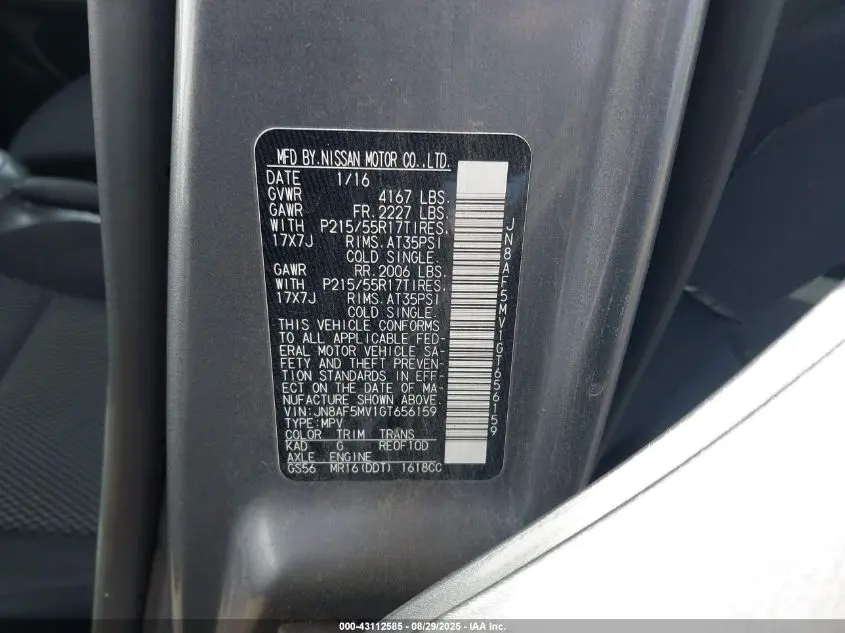 MFD BY.NISSAN MOTOR CO.,LTD.
DATE 1/16
GVWR 4167 LBS.
GAWR FR.2227 LBS.
WITH P215/55R17TIRES.
17X7J RIMS.AT35PSI
COLD SINGLE.
GAWR RR.2006 LBS.
WITH P215/55R17TIRES.
17X7J RIMS.AT35PSI
COLD SINGLE.
THIS VEHICLE CONFORMS
TO ALL APPLICABLE FED-
ERAL MOTOR VEHICLE SA-
FETY AND THEFT PREVEN-
TION STANDARDS IN EFF-
ECT ON THE DATE OF MA-
NUFACTURE SHOWN ABOVE.
VIN:JN8AF5MV1GT656159
TYPE:MPV
COLOR TRIM TRANS
KAD G RE0F10D
AXLE ENGINE
GS56 MR16(DDT) 1618CC
JN8AF5MV1GT656159
000-43112585 - 08/29/2025 - IAA Inc.